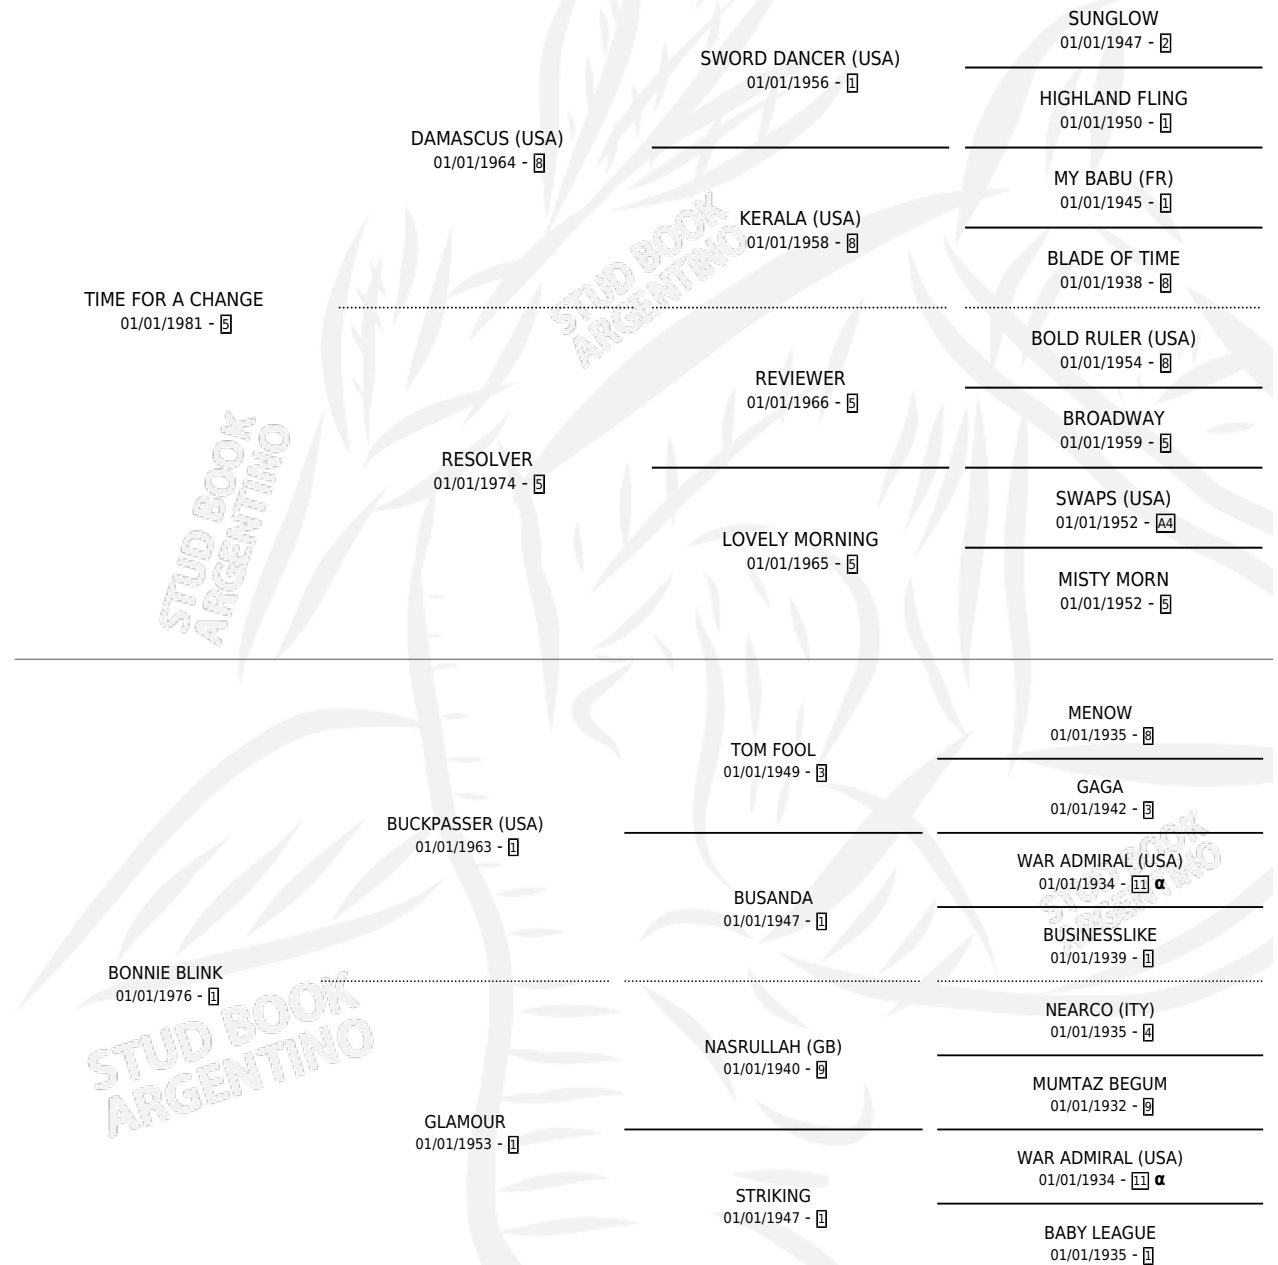 SUNGLOW
01/01/1947 - 2
SWORD DANCER (USA)
01/01/1956 - 1
HIGHLAND FLING
01/01/1950 - 1
DAMASCUS (USA)
01/01/1964 - 8
MY BABU (FR)
01/01/1945 - 1
KERALA (USA)
01/01/1958 - 8
BLADE OF TIME
01/01/1938 - 8
TIME FOR A CHANGE
01/01/1981 - 5
BOLD RULER (USA)
01/01/1954 - 8
REVIEWER
01/01/1966 - 5
BROADWAY
01/01/1959 - 5
RESOLVER
01/01/1974 - 5
SWAPS (USA)
01/01/1952 - A4
LOVELY MORNING
01/01/1965 - 5
MISTY MORN
01/01/1952 - 5
MENOW
01/01/1935 - 8
TOM FOOL
01/01/1949 - 3
GAGA
01/01/1942 - 3
BUCKPASSER (USA)
01/01/1963 - 1
WAR ADMIRAL (USA)
01/01/1934 - 11 α
BUSANDA
01/01/1947 - 1
BUSINESSLIKE
01/01/1939 - 1
BONNIE BLINK
01/01/1976 - 1
NEARCO (ITY)
01/01/1935 - 4
NASRULLAH (GB)
01/01/1940 - 9
MUMTAZ BEGUM
01/01/1932 - 9
GLAMOUR
01/01/1953 - 1
WAR ADMIRAL (USA)
01/01/1934 - 11 α
STRIKING
01/01/1947 - 1
BABY LEAGUE
01/01/1935 - 1
STUD BOOK
ARGENTINO
STUD BOOK
ARGENTINO
STUD BOOK
ARGENTINO
STUD BOOK
ARGENTINO